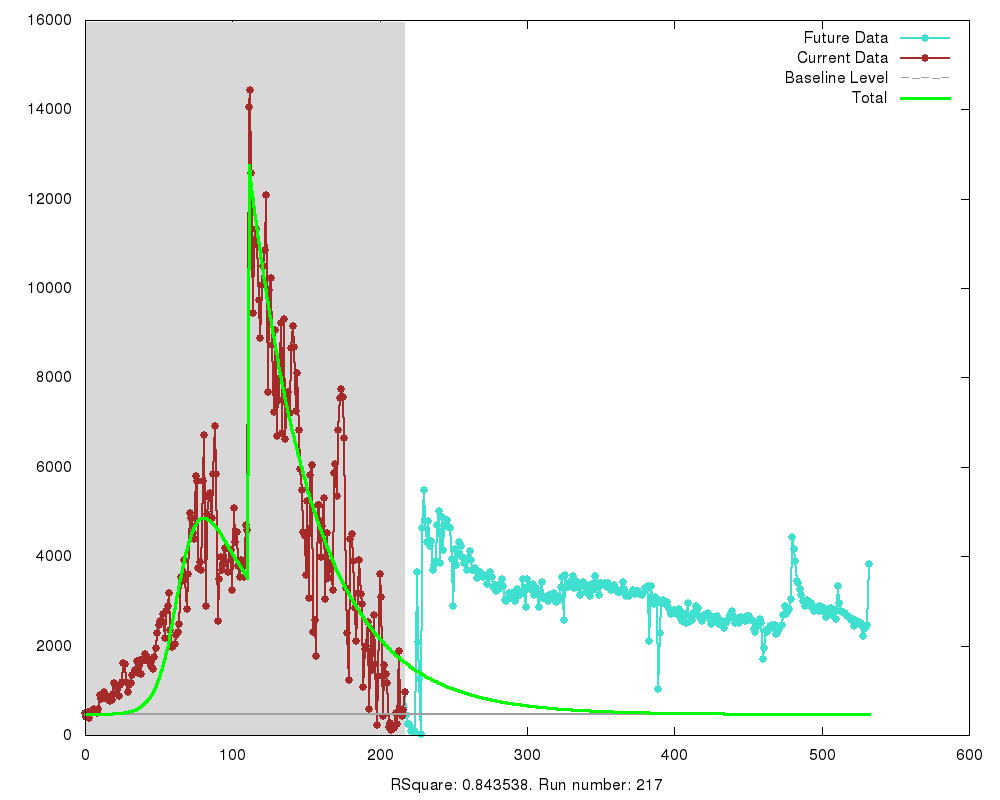 16000
14000
12000
10000
8000
6000
4000
2000
0
Future Data
Current Data
Baseline Level
Total
0 100 200 300 400 500 600
RSquare: 0.843538. Run number: 217